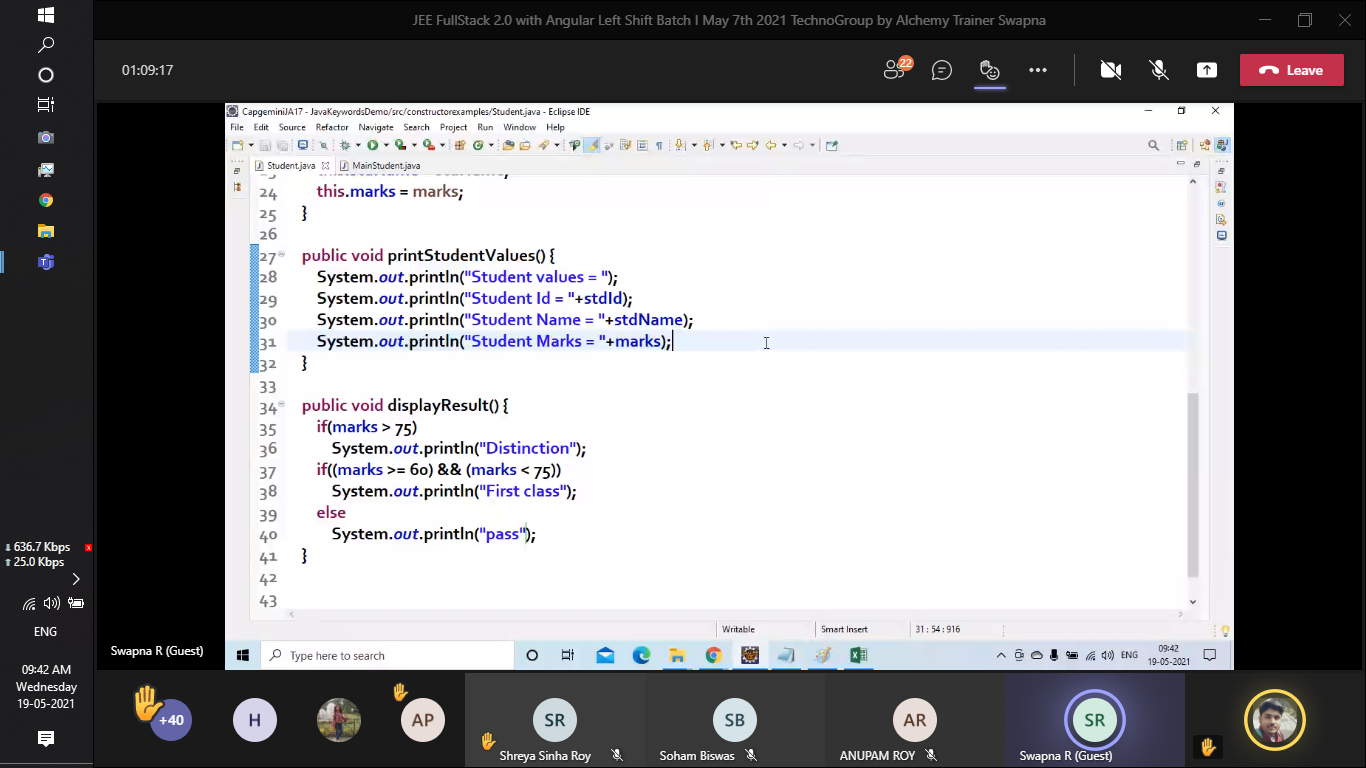 JEE FullStack 2.0 with Angular Left Shift Batch I May 7th 2021 TechnoGroup by Alchemy Trainer Swapna
01:09:17
22
Leave
CapgeminiJA17 - JavaKeywordsDemo/src/constructorexamples/Student.java - Eclipse IDE
File Edit Source Refactor Navigate Search Project Run Window Help
Student.java MainStudent.java
24 this.marks = marks;
25 }
26
27 public void printStudentValues() {
28 System.out.println("Student values = ");
29 System.out.println("Student Id = "+stdId);
30 System.out.println("Student Name = "+stdName);
31 System.out.println("Student Marks = "+marks);
32 }
33
34 public void displayResult() {
35 if(marks > 75)
36 System.out.println("Distinction");
37 if((marks >= 60) && (marks < 75))
38 System.out.println("First class");
39 else
40 System.out.println("pass");
41 }
42
43
Writable Smart Insert 31 : 54 : 916
Swapna R (Guest)
Type here to search
ENG
09:42
19-05-2021
636.7 Kbps
25.0 Kbps
ENG
09:42 AM
Wednesday
19-05-2021
+40
H
AP
SR
Shreya Sinha Roy
SB
Soham Biswas
AR
ANUPAM ROY
SR
Swapna R (Guest)